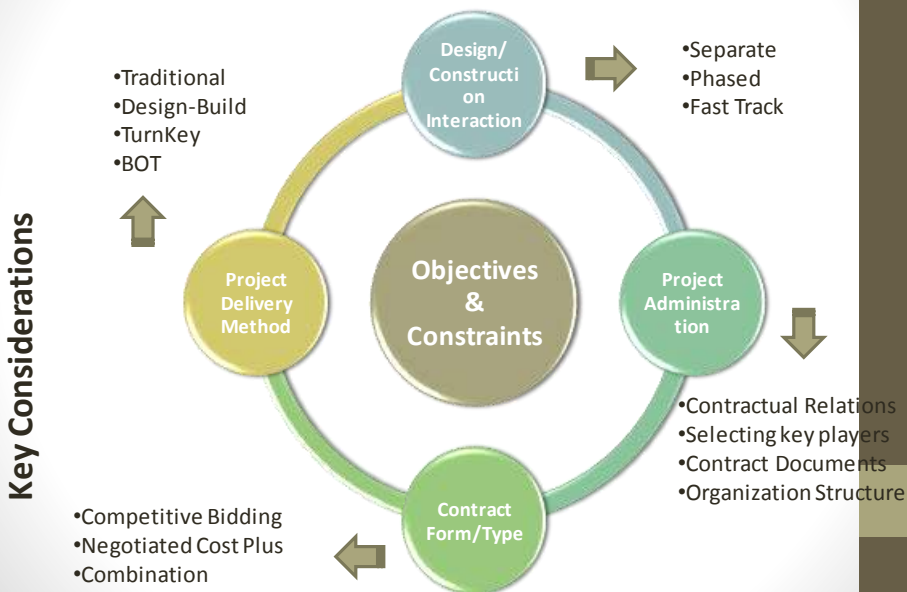 Key Considerations
•Traditional
•Design-Build
•TurnKey
•BOT
Design/
Constructi
on
Interaction
•Separate
•Phased
•Fast Track
Project
Delivery
Method
Objectives
&
Constraints
Project
Administra
tion
•Contractual Relations
•Selecting key players
•Contract Documents
•Organization Structure
Contract
Form/Type
•Competitive Bidding
•Negotiated Cost Plus
•Combination